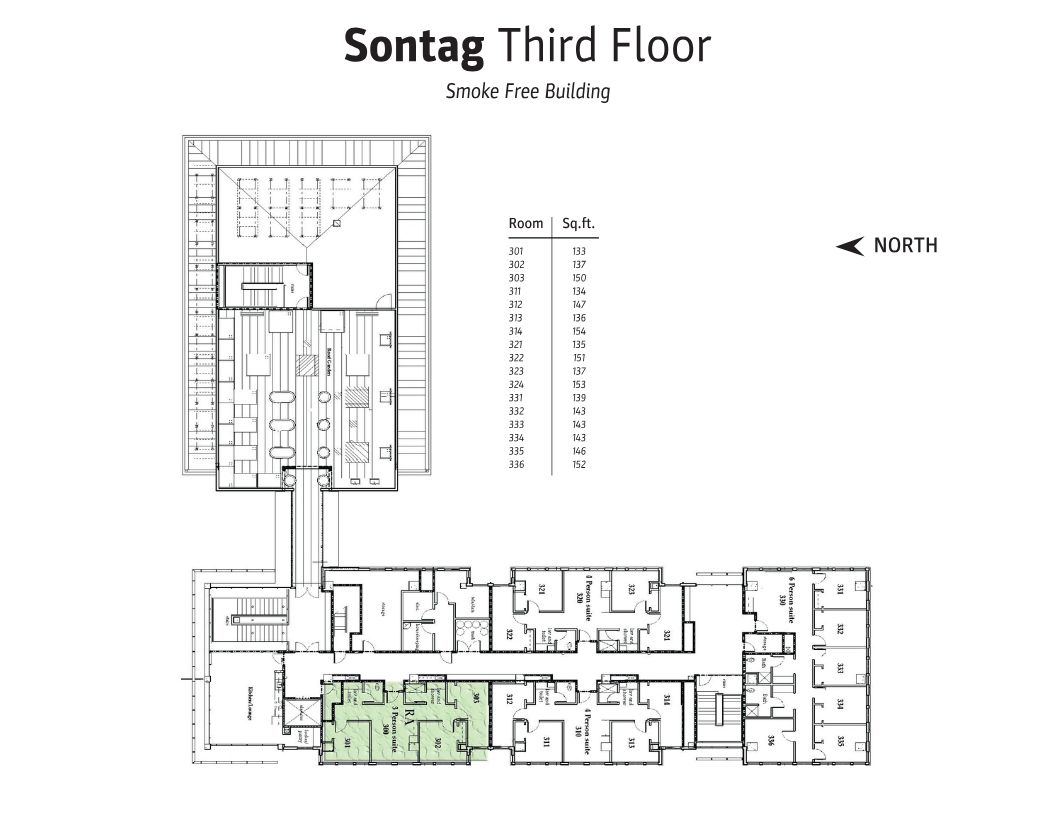 Sontag Third Floor
Smoke Free Building
NORTH
Room Sq.ft.
301 133
302 137
303 150
311 134
312 147
313 136
314 154
321 135
322 151
323 137
324 153
331 139
332 143
333 143
334 143
335 146
336 152
Roof Garden
storage
321
4 Person suite
320
323
322
321
6 Person suite
330
331
332
333
334
335
336
Bath
Bath
Kitchen/Lounge
301
RA
3 Person suite
300
302
303
312
311
4 Person suite
310
313
314